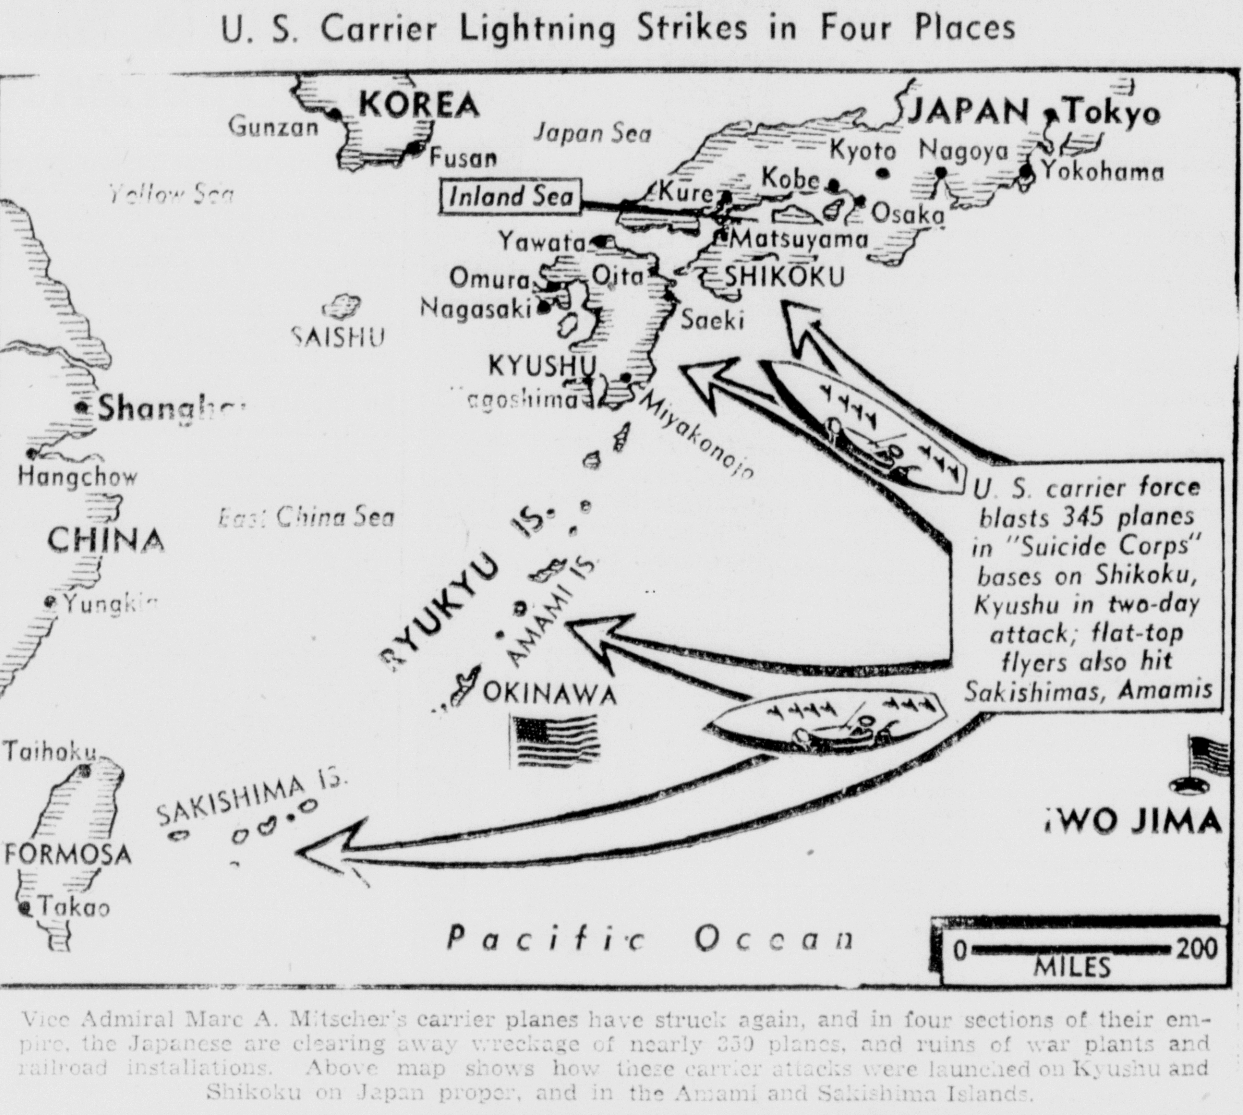 U. S. Carrier Lightning Strikes in Four Places
KOREA
JAPAN
Tokyo
Gunzan
Japan Sea
Fusan
Kyoto
Nagoya
Yokohama
Yellow Sea
Inland Sea
Kure
Kobe
Osaka
Yawata
Matsuyama
Omura
Oita
SHIKOKU
Nagasaki
Saeki
SAISHU
KYUSHU
agoshima
Miyakonojo
Shangha
Hangchow
East China Sea
CHINA
Yungki
RYUKYU IS.
AMAMI IS.
OKINAWA
U. S. carrier force
blasts 345 planes
in "Suicide Corps"
bases on Shikoku,
Kyushu in two-day
attack; flat-top
flyers also hit
Sakishimas, Amamis
Taihoku
SAKISHIMA IS.
FORMOSA
Takao
IWO JIMA
Pacific Ocean
0 200
MILES
Vice Admiral Marc A. Mitscher's carrier planes have struck again, and in four sections of their em-
pire, the Japanese are clearing away wreckage of nearly 350 planes, and ruins of war plants and
railroad installations. Above map shows how these carrier attacks were launched on Kyushu and
Shikoku on Japan proper, and in the Amami and Sakishima Islands.